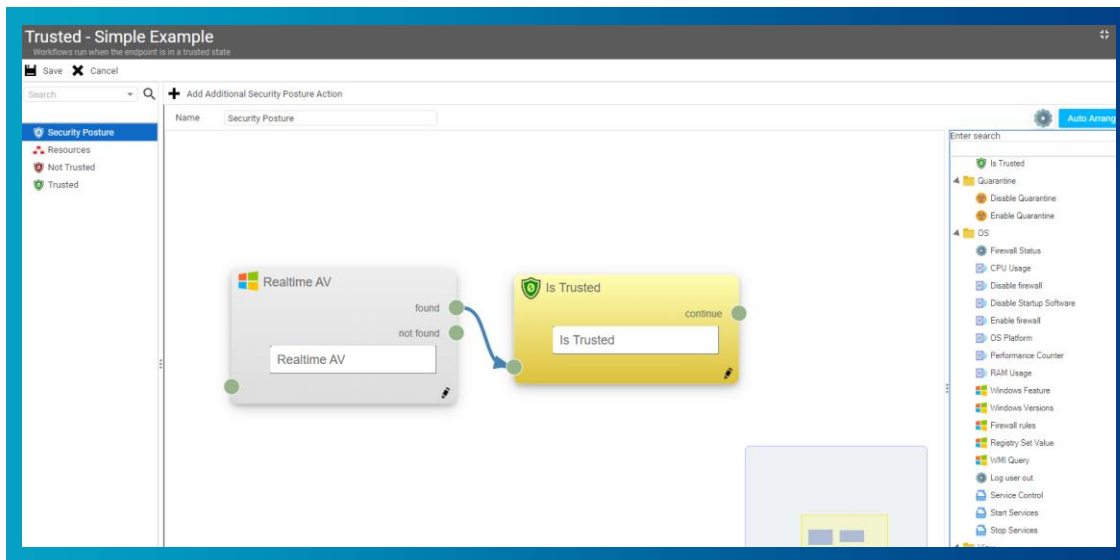 Trusted - Simple Example
Workflows run when the endpoint is in a trusted state
Save Cancel
Search
Add Additional Security Posture Action
Name Security Posture
Auto Arrang
Security Posture
Resources
Not Trusted
Trusted
Realtime AV
found
not found
Realtime AV
Is Trusted
continue
Is Trusted
Enter search
Is Trusted
Quarantine
Disable Quarantine
Enable Quarantine
OS
Firewall Status
CPU Usage
Disable firewall
Disable Startup Software
Enable firewall
OS Platform
Performance Counter
RAM Usage
Windows Feature
Windows Versions
Firewall rules
Registry Set Value
WMI Query
Log user out
Service Control
Start Services
Stop Services